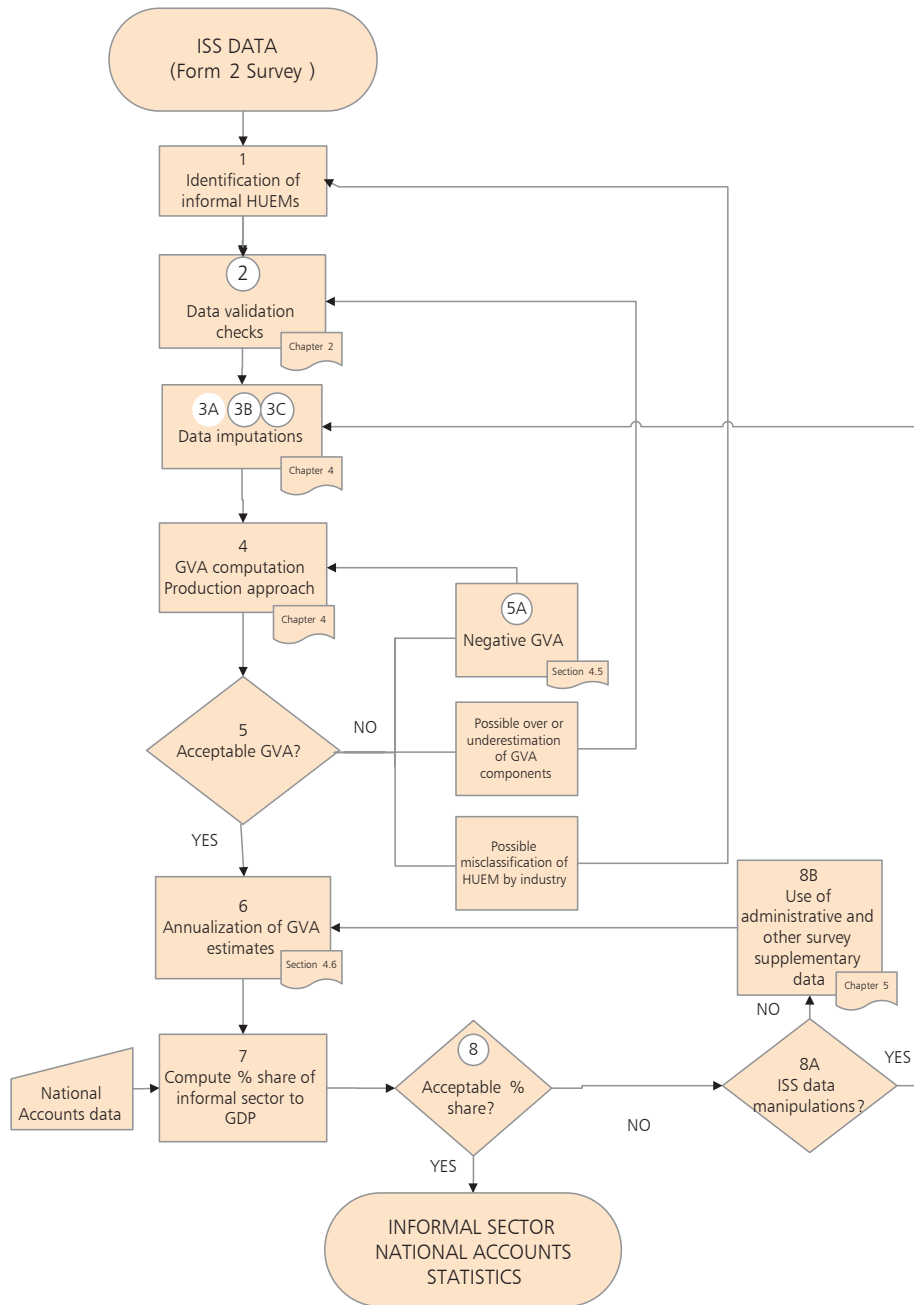 ISS DATA
(Form 2 Survey )
1
Identification of
informal HUEMs
2
Data validation
checks
Chapter 2
3A 3B 3C
Data imputations
Chapter 4
4
GVA computation
Production approach
Chapter 4
5A
Negative GVA
Section 4.5
5
Acceptable GVA?
NO
Possible over or
underestimation
of GVA
components
YES
Possible
misclassification of
HUEM by industry
6
Annualization of GVA
estimates
Section 4.6
8B
Use of
administrative and
other survey
supplementary
data
Chapter 5
NO
National
Accounts data
7
Compute % share of
informal sector to
GDP
8
Acceptable %
share?
NO
8A
ISS data
manipulations?
YES
YES
INFORMAL SECTOR
NATIONAL ACCOUNTS
STATISTICS